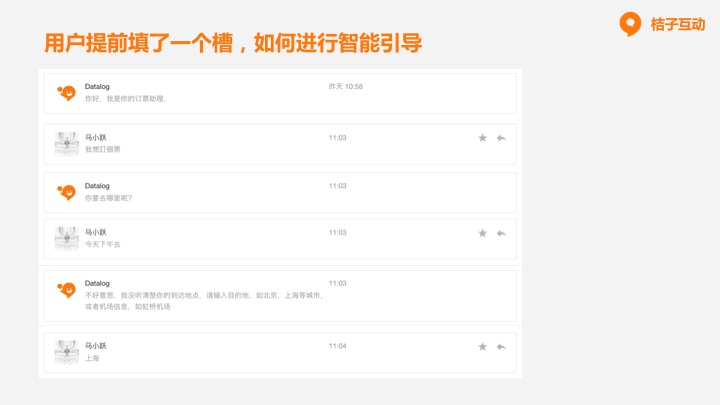 桔子互动
用户提前填了一个槽，如何进行智能引导
Datalog
昨天 10:58
你好，我是你的订票助理，
马小跃
11:03
我想訂個票
Datalog
11:03
你要去哪里呢?
马小跃
11:03
今天下午去
Datalog
11:03
不好意思，我没听清楚你的到达地点，请输入目的地，如北京，上海等城市，
或者机场信息，如虹桥机场
马小跃
11:04
上海